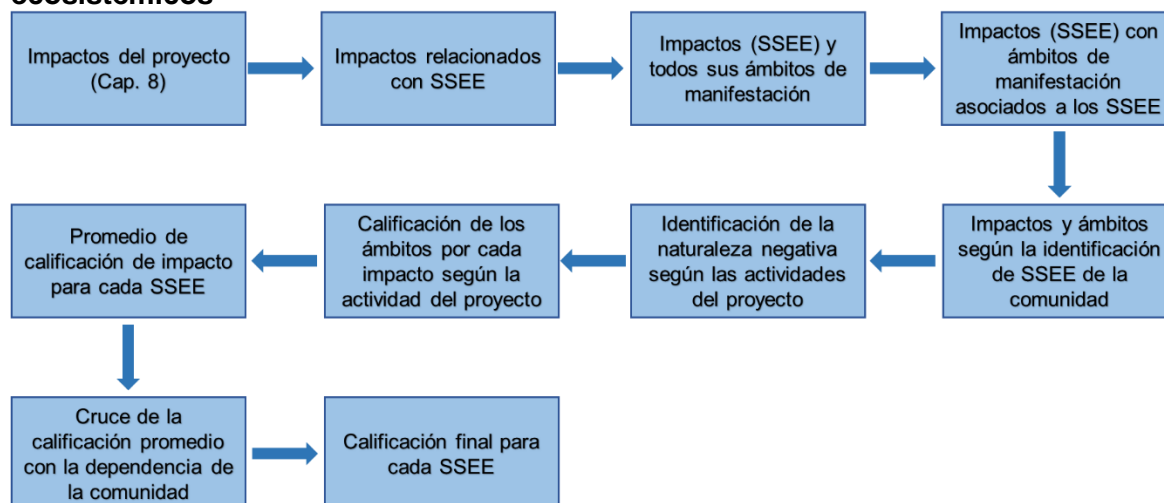 ecosistémicos
Impactos del proyecto
(Cap. 8)
Impactos relacionados
con SSEE
Impactos (SSEE) y
todos sus ámbitos de
manifestación
Impactos (SSEE) con
ámbitos de
manifestación
asociados a los SSEE
Impactos y ámbitos
según la identificación
de SSEE de la
comunidad
Identificación de la
naturaleza negativa
según las actividades
del proyecto
Calificación de los
ámbitos por cada
impacto según la
actividad del proyecto
Promedio de
calificación de impacto
para cada SSEE
Cruce de la
calificación promedio
con la dependencia de
la comunidad
Calificación final para
cada SSEE